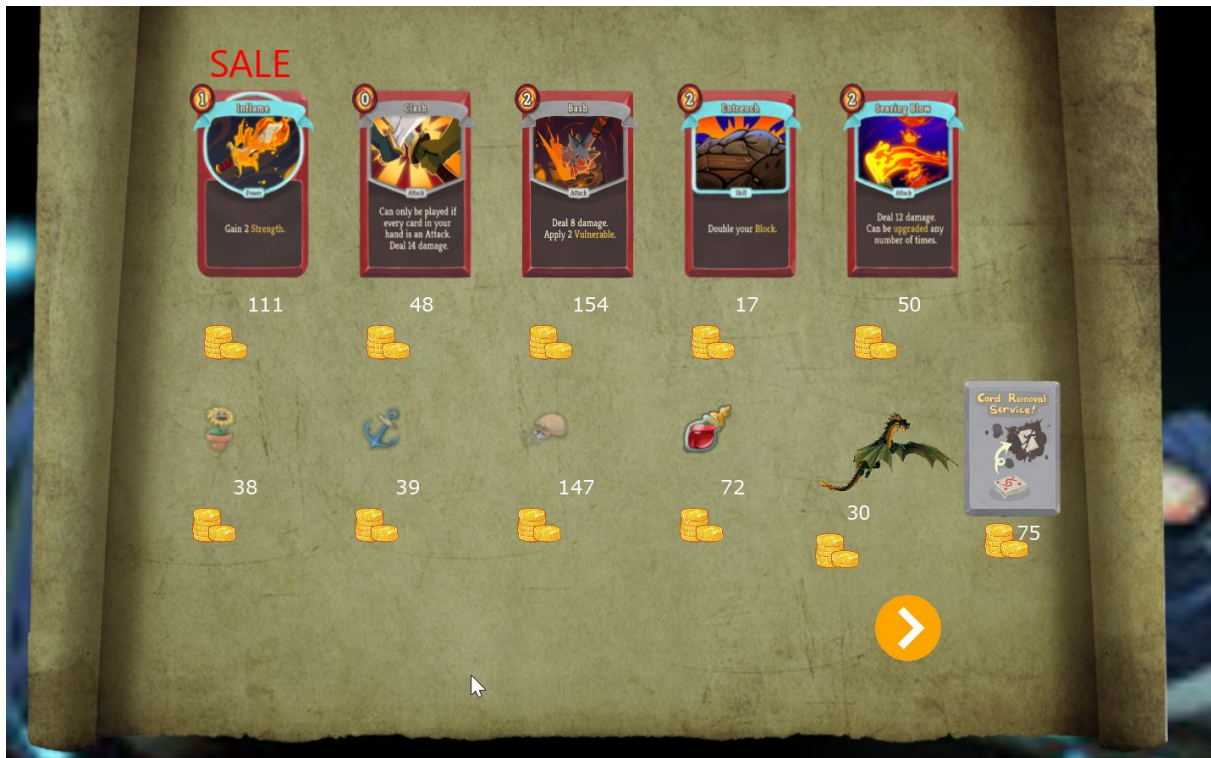 SALE
1
Inflame
Power
Gain 2 Strength.
0
Clash
Attack
Can only be played if
every card in your
hand is an Attack.
Deal 14 damage.
2
Bash
Attack
Deal 8 damage.
Apply 2 Vulnerable.
2
Entrench
Skill
Double your Block.
2
Searing Blow
Attack
Deal 12 damage.
Can be upgraded any
number of times.
111
48
154
17
50
Card Removal
Service!
38
39
147
72
30
75